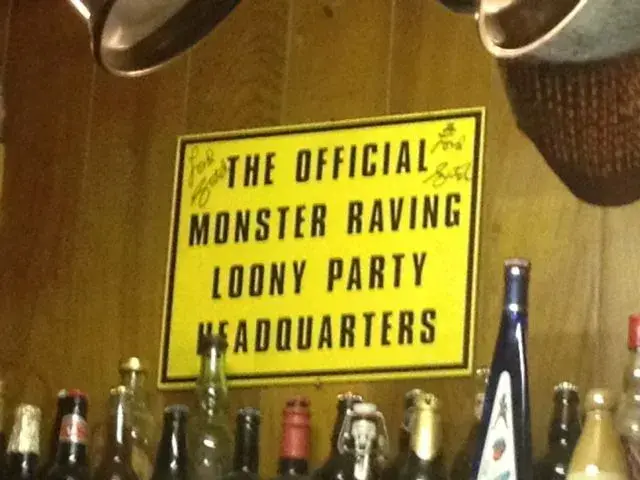 THE OFFICIAL
MONSTER RAVING
LOONY PARTY
HEADQUARTERS